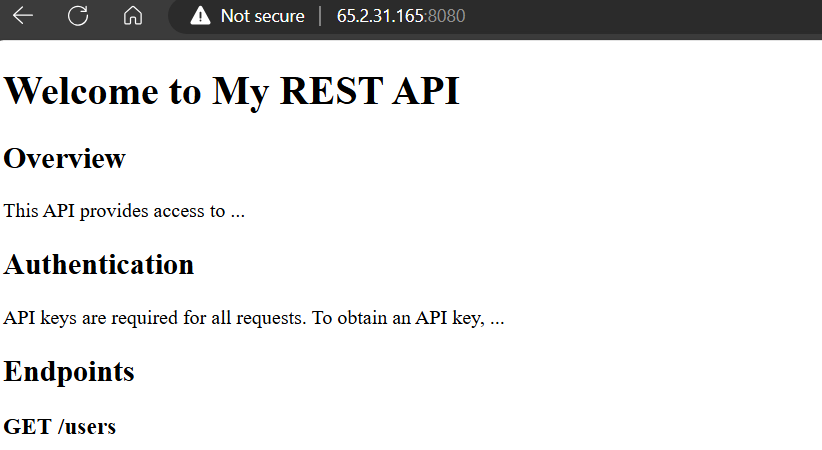 Not secure | 65.2.31.165:8080
Welcome to My REST API
Overview
This API provides access to ...
Authentication
API keys are required for all requests. To obtain an API key, ...
Endpoints
GET /users